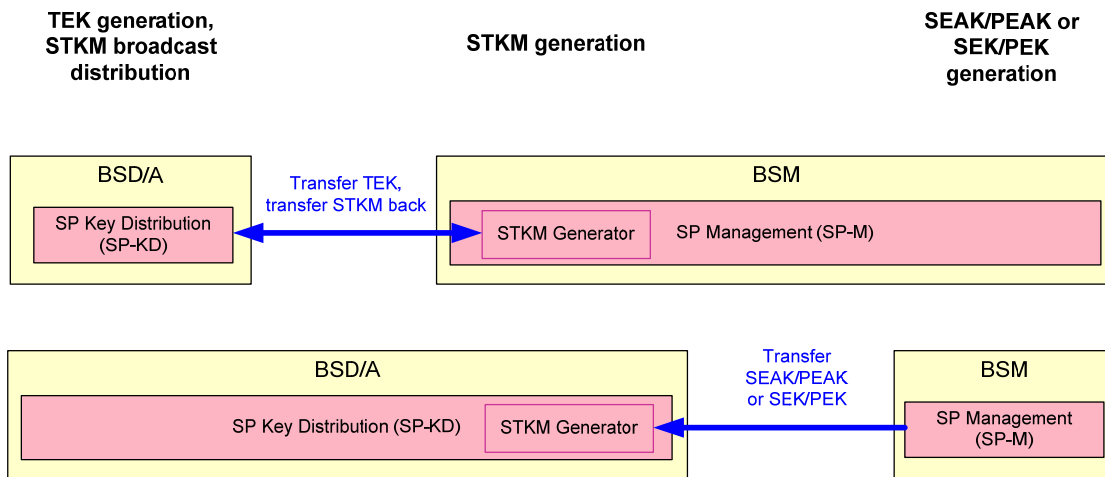 TEK generation,
STKM broadcast
distribution
STKM generation
SEAK/PEAK or
SEK/PEK
generation
BSD/A
SP Key Distribution
(SP-KD)
Transfer TEK,
transfer STKM back
BSM
STKM Generator
SP Management (SP-M)
BSD/A
SP Key Distribution (SP-KD)
STKM Generator
Transfer
SEAK/PEAK
or SEK/PEK
BSM
SP Management
(SP-M)